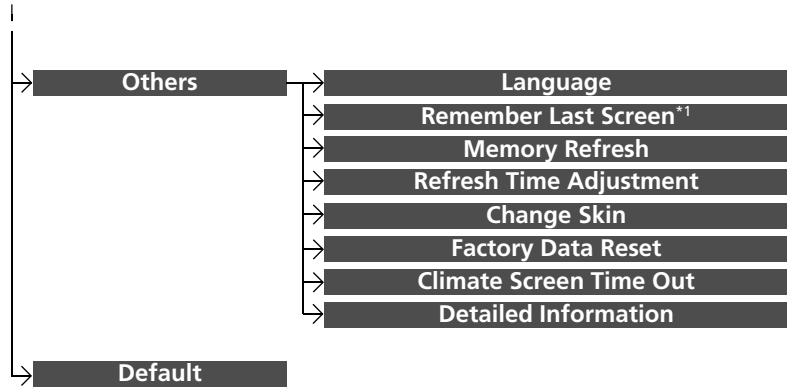 Others
Language
Remember Last Screen*1
Memory Refresh
Refresh Time Adjustment
Change Skin
Factory Data Reset
Climate Screen Time Out
Detailed Information
Default